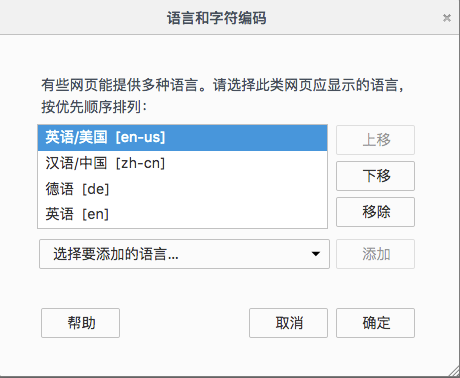 语言和字符编码
有些网页能提供多种语言。请选择此类网页应显示的语言，
按优先顺序排列：
英语/美国 [en-us]
上移
汉语/中国 [zh-cn]
下移
德语 [de]
移除
英语 [en]
选择要添加的语言...
添加
帮助
取消
确定